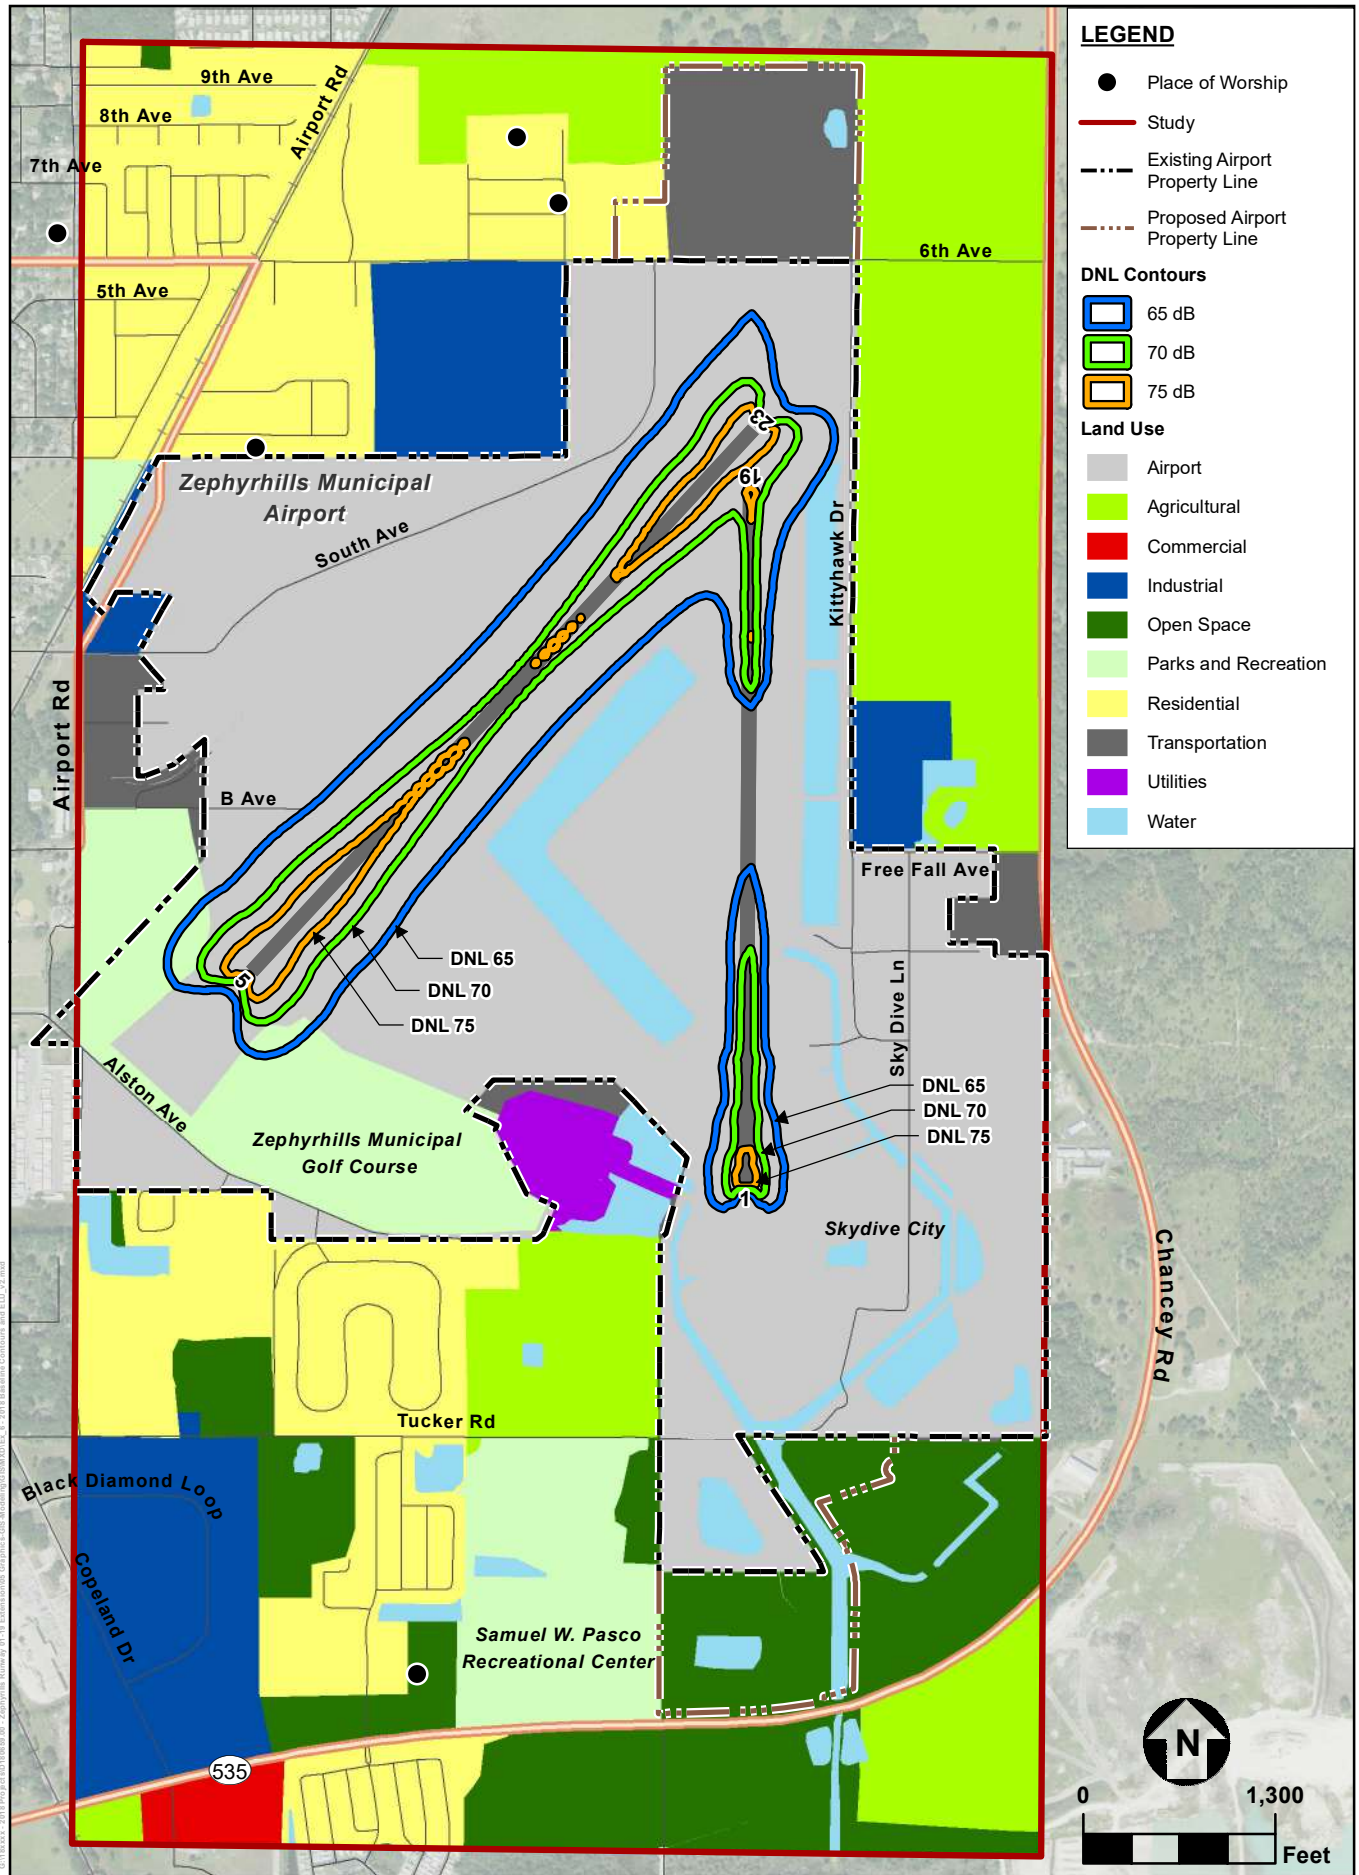 LEGEND
Place of Worship
Study
Existing Airport
Property Line
Proposed Airport
Property Line
DNL Contours
65 dB
70 dB
75 dB
Land Use
Airport
Agricultural
Commercial
Industrial
Open Space
Parks and Recreation
Residential
Transportation
Utilities
Water
9th Ave
8th Ave
7th Ave
Airport Rd
6th Ave
5th Ave
Zephyrhills Municipal
Airport
South Ave
23
19
Kittyhawk Dr
Airport Rd
B Ave
Free Fall Ave
DNL 65
DNL 70
DNL 75
5
Sky Dive Ln
Alston Ave
DNL 65
DNL 70
DNL 75
Zephyrhills Municipal
Golf Course
1
Skydive City
Chancey Rd
Tucker Rd
Black Diamond Loop
Copeland Dr
Samuel W. Pasco
Recreational Center
535
N
0
1,300
Feet